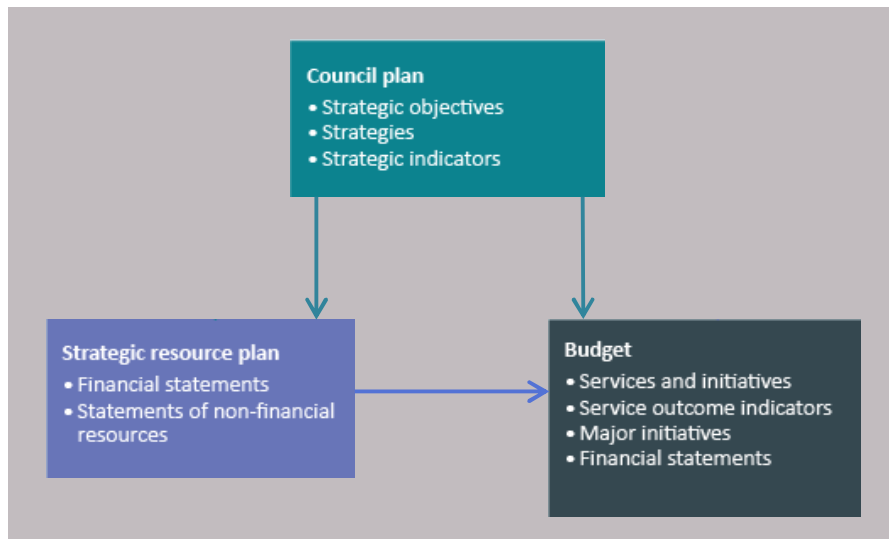 Council plan
• Strategic objectives
• Strategies
• Strategic indicators
Strategic resource plan
• Financial statements
• Statements of non-financial
resources
Budget
• Services and initiatives
• Service outcome indicators
• Major initiatives
• Financial statements